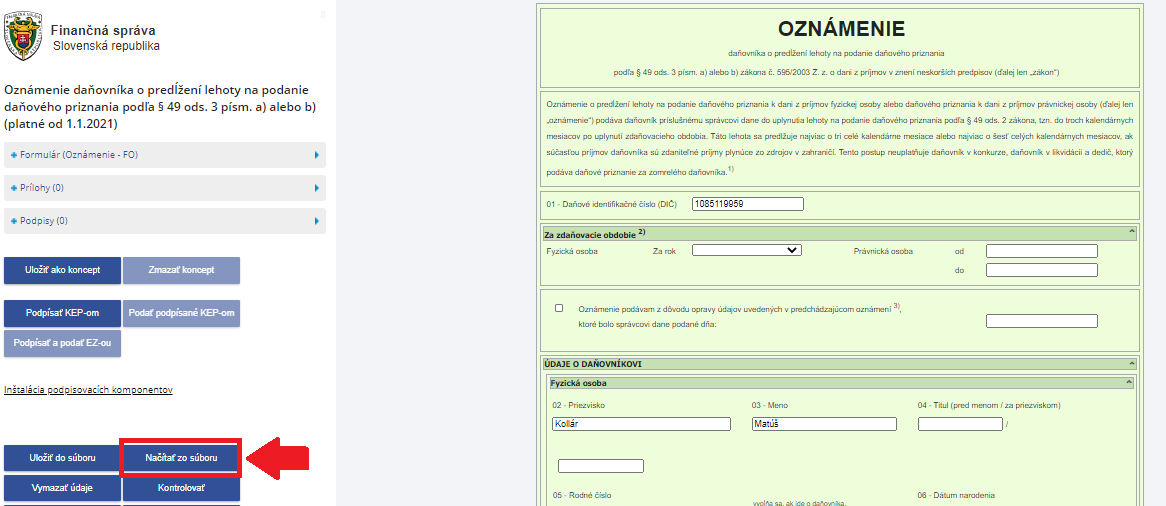 Finančná správa
Slovenská republika
Oznámenie daňovníka o predĺžení lehoty na podanie
daňového priznania podľa § 49 ods. 3 písm. a) alebo b)
(platné od 1.1.2021)
Formulár (Oznámenie - FO)
Prílohy (0)
Podpisy (0)
Uložiť ako koncept
Zmazať koncept
Podpísať KEP-om
Podať podpísané KEP-om
Podpísať a podať EZ-ou
Inštalácia podpisovacích komponentov
Uložiť do súboru
Načítať zo súboru
Vymazať údaje
Kontrolovať
OZNÁMENIE
daňovníka o predĺžení lehoty na podanie daňového priznania
podľa § 49 ods. 3 písm. a) alebo b) zákona č. 595/2003 Z. z. o dani z príjmov v znení neskorších predpisov (ďalej len „zákon")
Oznámenie o predĺžení lehoty na podanie daňového priznania k dani z príjmov fyzickej osoby alebo daňového priznania k dani z príjmov právnickej osoby (ďalej len
„oznámenie") podáva daňovník príslušnému správcovi dane do uplynutia lehoty na podanie daňového priznania podľa § 49 ods. 2 zákona, tzn. do troch kalendárnych
mesiacov po uplynutí zdaňovacieho obdobia. Táto lehota sa predlžuje najviac o tri celé kalendárne mesiace alebo najviac o šesť celých kalendárnych mesiacov, ak
súčasťou príjmov daňovníka sú zdaniteľné príjmy plynúce zo zdrojov v zahraničí. Tento postup neuplatňuje daňovník v konkurze, daňovník v likvidácii a dedič, ktorý
podáva daňové priznanie za zomrelého daňovníka.1)
01 - Daňové identifikačné číslo (DIČ) 1085119959
Za zdaňovacie obdobie 2)
Fyzická osoba Za rok Právnická osoba od
do
Oznámenie podávam z dôvodu opravy údajov uvedených v predchádzajúcom oznámení 3),
ktoré bolo správcovi dane podané dňa:
ÚDAJE O DAŇOVNÍKOVI
Fyzická osoba
02 - Priezvisko 03 - Meno 04 - Titul (pred menom / za priezviskom)
Kollár Matúš /
05 - Rodné číslo 06 - Dátum narodenia
vypĺňa sa, ak ide o daňovníka,